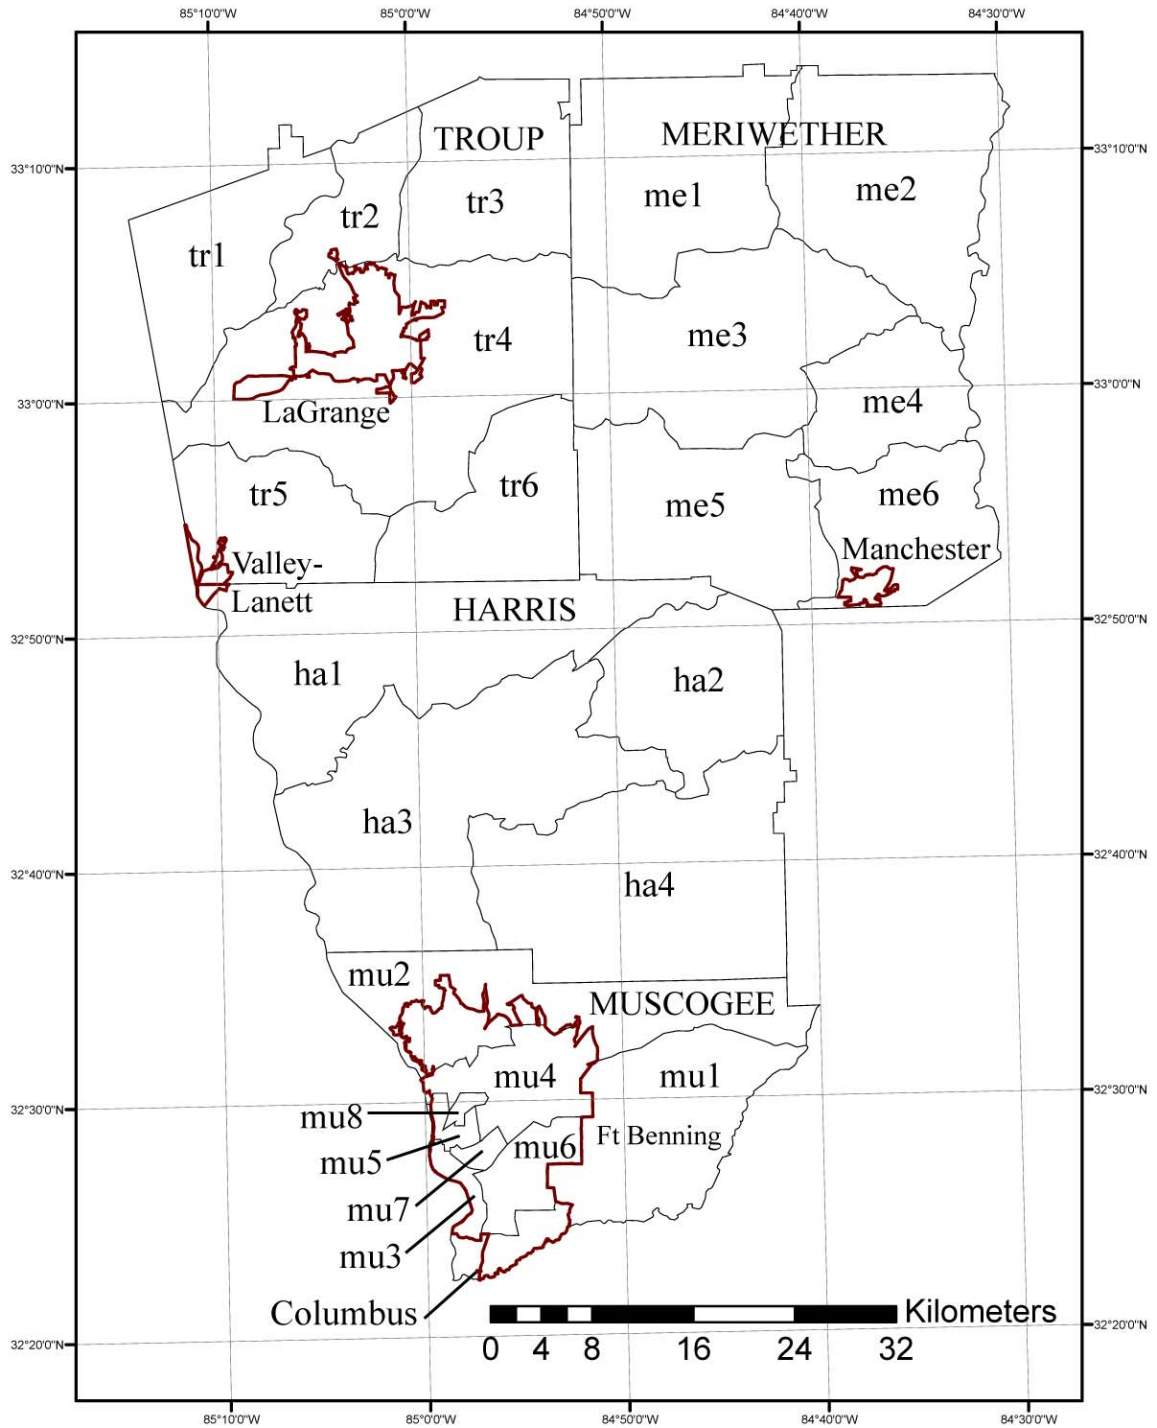 85°10'0"W 85°0'0"W 84°50'0"W 84°40'0"W 84°30'0"W
TROUP MERIWETHER
33°10'0"N 33°10'0"N
tr3 me1 me2
tr2
tr1
tr4 me3
33°0'0"N 33°0'0"N
LaGrange me4
tr5 tr6 me5 me6
Manchester
Valley-
Lanett
HARRIS
32°50'0"N 32°50'0"N
ha1 ha2
ha3
32°40'0"N 32°40'0"N
ha4
mu2
MUSCOGEE
mu4 mu1
32°30'0"N 32°30'0"N
mu8
Ft Benning
mu6
mu5
mu7
mu3
Columbus
Kilometers
0 4 8 16 24 32
32°20'0"N 32°20'0"N
85°10'0"W 85°0'0"W 84°50'0"W 84°40'0"W 84°30'0"W